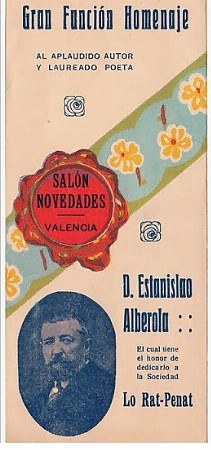 Gran Función Homenaje
AL APLAUDIDO AUTOR
Y LAUREADO POETA
SALÓN
NOVEDADES
VALENCIA
D. Estanislao
Alberola : :
El cual tiene
el honor de
dedicarlo a
la Sociedad
Lo Rat-Penat